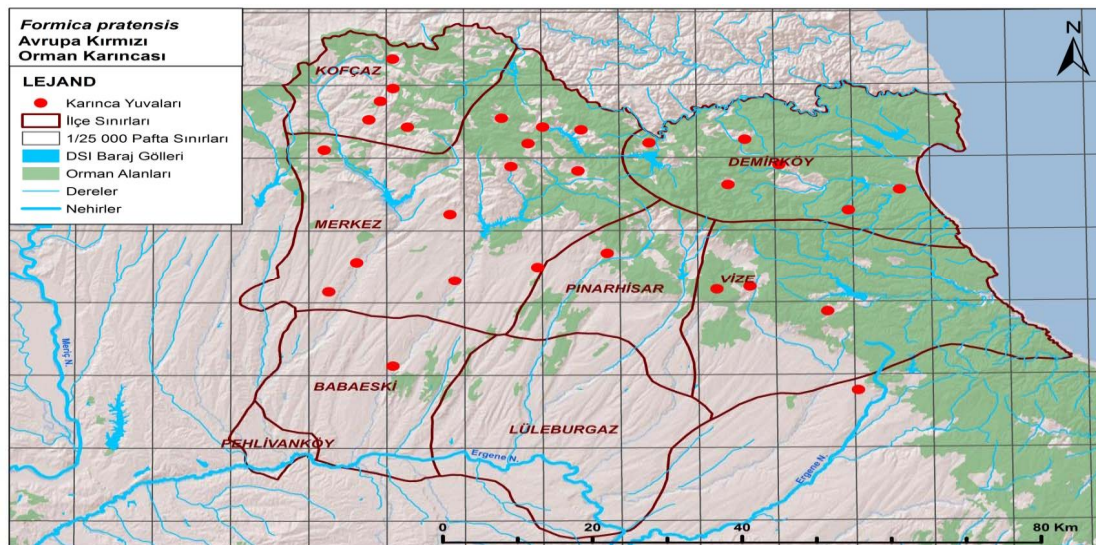 Formica pratensis
Avrupa Kırmızı
Orman Karıncası
LEJAND
Karınca Yuvaları
İlçe Sınırları
1/25 000 Pafta Sınırları
DSI Baraj Gölleri
Orman Alanları
Dereler
Nehirler
N
KOFÇAZ
DEMİRKÖY
MERKEZ
PINARHİSAR
VİZE
Meriç N.
BABAESKİ
LÜLEBURGAZ
PEHLİVANKÖY
Ergene N.
Ergene N.
0 20 40 80 Km